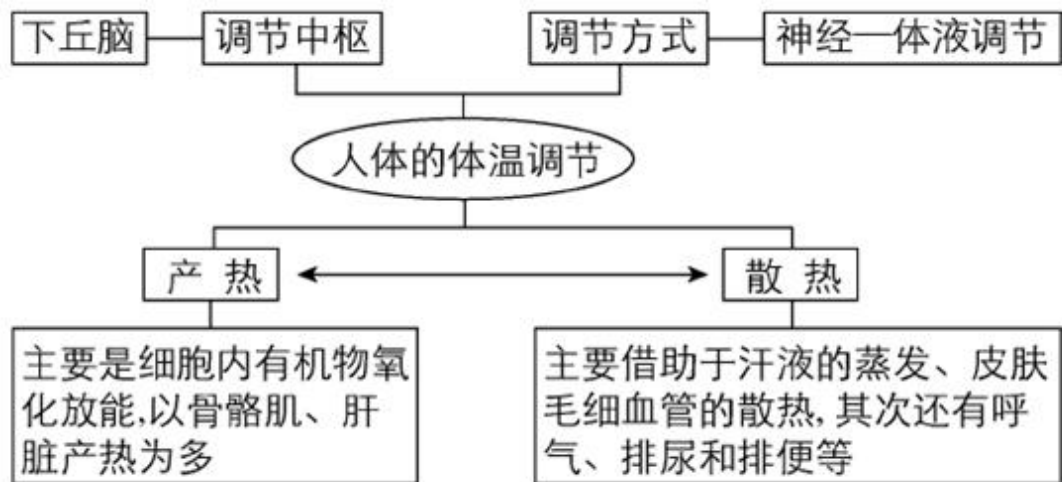 下丘脑
调节中枢
调节方式
神经一体液调节
人体的体温调节
产 热
散 热
主要是细胞内有机物氧
化放能,以骨骼肌、肝
脏产热为多
主要借助于汗液的蒸发、皮肤
毛细血管的散热,其次还有呼
气、排尿和排便等